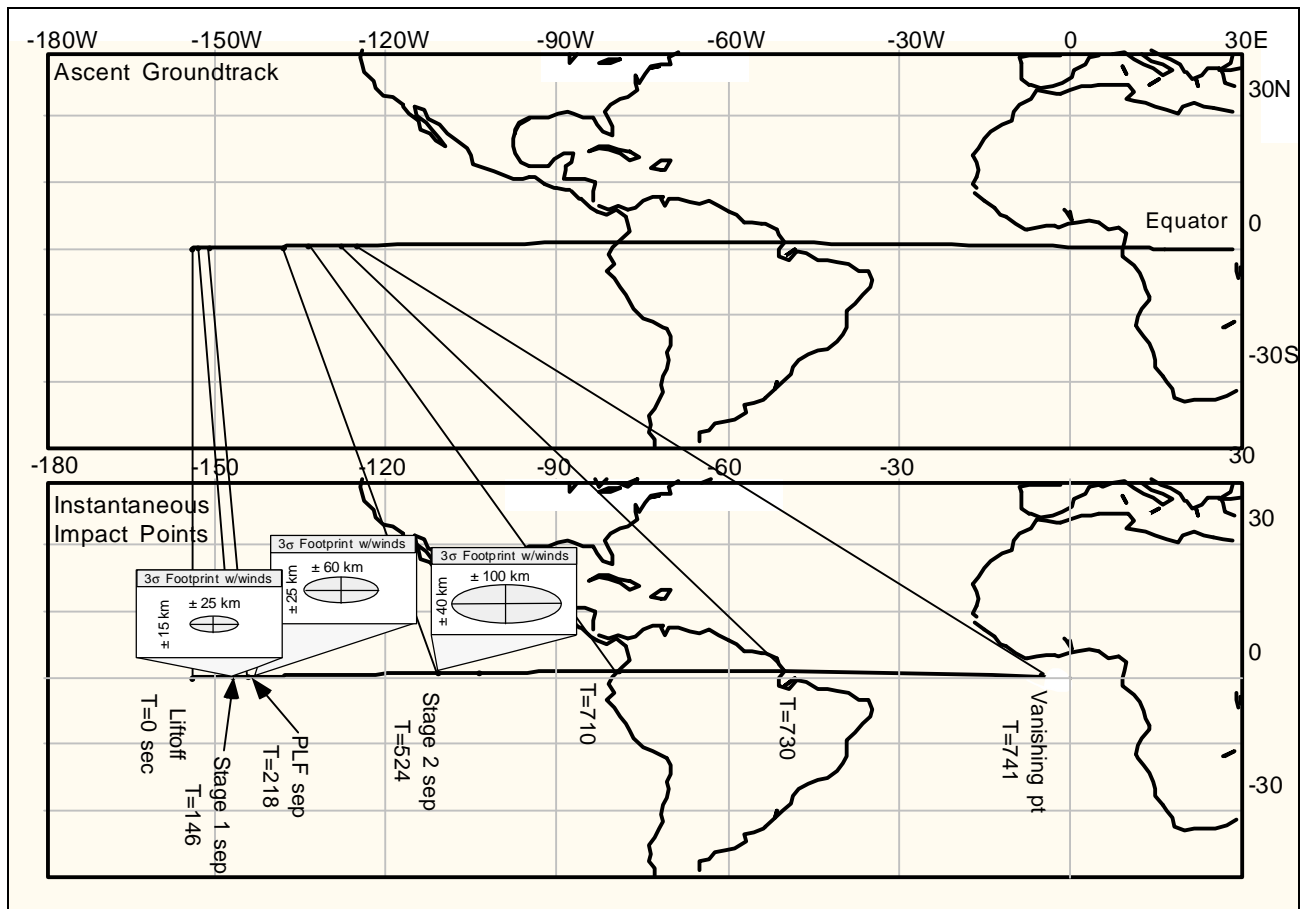 -180W -150W -120W -90W -60W -30W 0 30E
Ascent Groundtrack
30N
Equator
0
-30S
-180 -150 -120 -90 -60 -30 30
Instantaneous
Impact Points
30
3σ Footprint w/winds
± 60 km
± 25 km
3σ Footprint w/winds
± 100 km
± 40 km
3σ Footprint w/winds
± 25 km
± 15 km
0
Liftoff
T=0 sec
Stage 1 sep
T=146
PLF sep
T=218
Stage 2 sep
T=524
T=710
T=730
Vanishing pt
T=741
-30